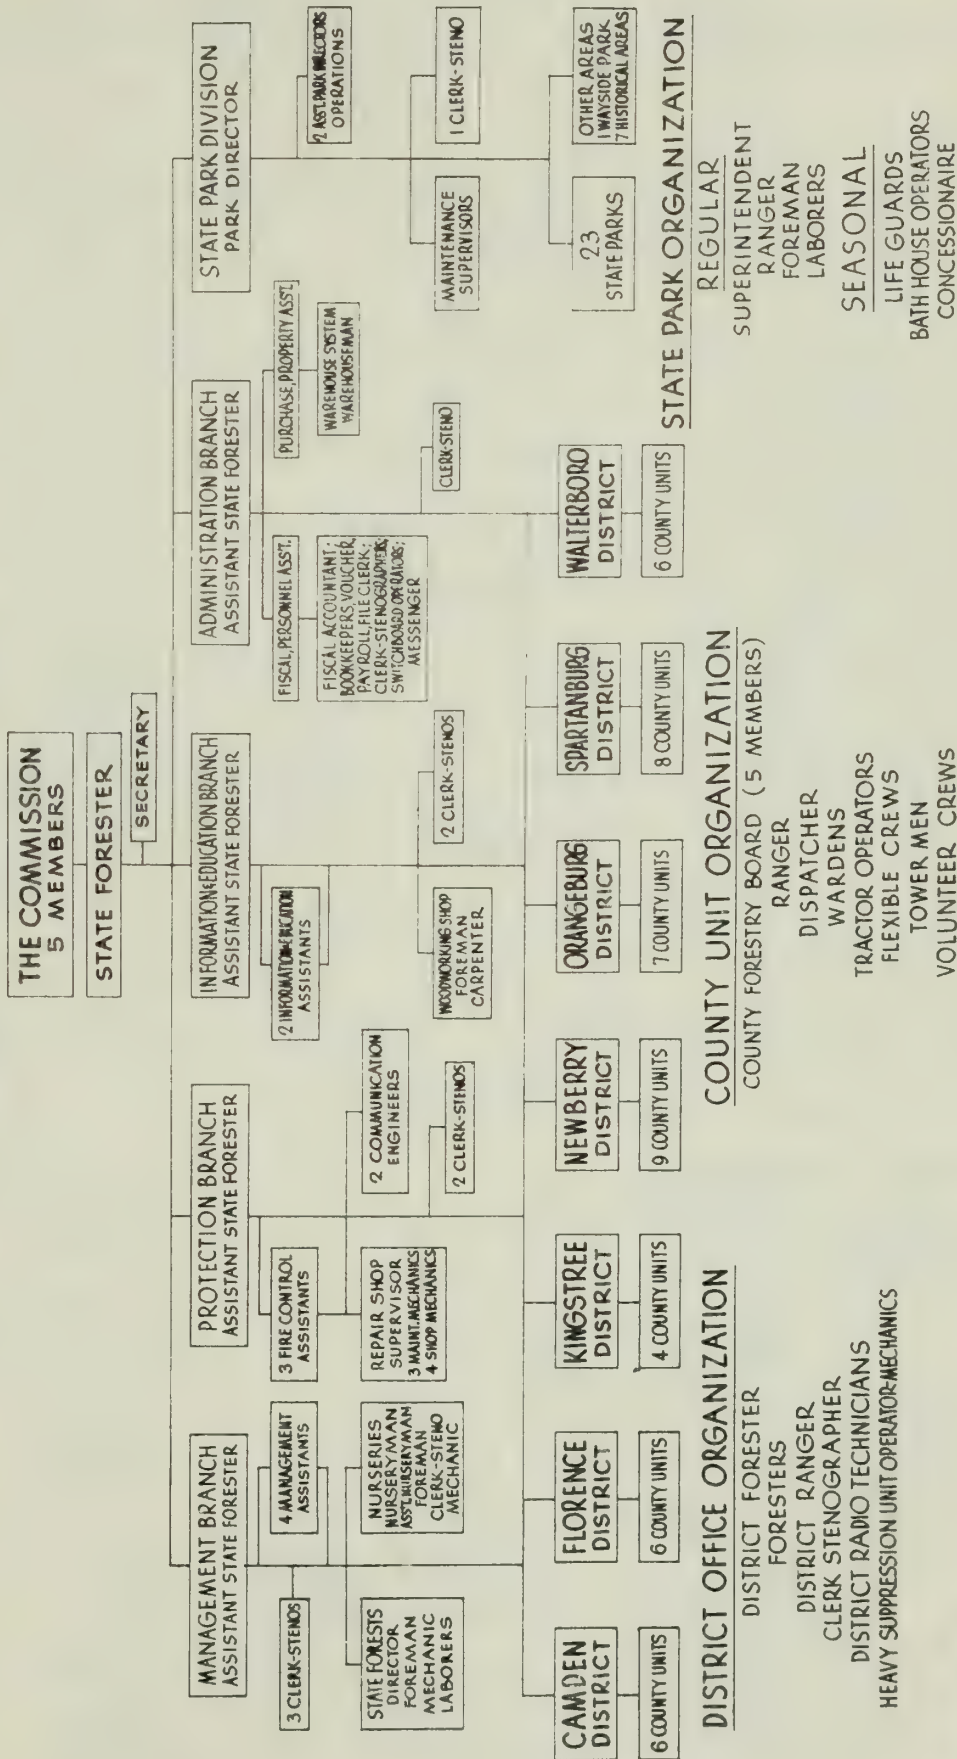 THE COMMISSION
5 MEMBERS
STATE FORESTER
SECRETARY
MANAGEMENT BRANCH
ASSISTANT STATE FORESTER
PROTECTION BRANCH
ASSISTANT STATE FORESTER
INFORMATION & EDUCATION BRANCH
ASSISTANT STATE FORESTER
ADMINISTRATION BRANCH
ASSISTANT STATE FORESTER
STATE PARK DIVISION
PARK DIRECTOR
3 CLERK-STENOS
4 MANAGEMENT
ASSISTANTS
STATE FORESTS
DIRECTOR
FOREMAN
MECHANIC
LABORERS
NURSERIES
NURSERYMAN
ASS'T. NURSERYMAN
FOREMAN
CLERK-STENO
MECHANIC
3 FIRE CONTROL
ASSISTANTS
REPAIR SHOP
SUPERVISOR
3 MAINT. MECHANICS
4 SHOP MECHANICS
2 COMMUNICATION
ENGINEERS
2 CLERK-STENOS
2 INFORMATION-EDUCATION
ASSISTANTS
WOODWORKING SHOP
FOREMAN
CARPENTER
2 CLERK-STENOS
FISCAL, PERSONNEL ASS'T.
FISCAL ACCOUNTANT;
BOOKKEEPERS, VOUCHER,
PAYROLL, FILE CLERK;
CLERK-STENOGRAPHERS;
SWITCHBOARD OPERATORS;
MESSENGER
PURCHASE, PROPERTY ASS'T.
WAREHOUSE SYSTEM
WAREHOUSEMAN
CLERK-STENO
2 ASS'T. PARK DIRECTORS
OPERATIONS
MAINTENANCE
SUPERVISORS
1 CLERK-STENO
23
STATE PARKS
OTHER AREAS
1 WAYSIDE PARK
7 HISTORICAL AREAS
CAMDEN
DISTRICT
6 COUNTY UNITS
FLORENCE
DISTRICT
6 COUNTY UNITS
KINGSTREE
DISTRICT
4 COUNTY UNITS
NEWBERRY
DISTRICT
9 COUNTY UNITS
ORANGEBURG
DISTRICT
7 COUNTY UNITS
SPARTANBURG
DISTRICT
8 COUNTY UNITS
WALTERBORO
DISTRICT
6 COUNTY UNITS
DISTRICT OFFICE ORGANIZATION
DISTRICT FORESTER
FORESTERS
DISTRICT RANGER
CLERK STENOGRAPHER
DISTRICT RADIO TECHNICIANS
HEAVY SUPPRESSION UNIT OPERATOR-MECHANICS
COUNTY UNIT ORGANIZATION
COUNTY FORESTRY BOARD (5 MEMBERS)
RANGER
DISPATCHER
WARDENS
TRACTOR OPERATORS
FLEXIBLE CREWS
TOWER MEN
VOLUNTEER CREWS
STATE PARK ORGANIZATION
REGULAR
SUPERINTENDENT
RANGER
FOREMAN
LABORERS
SEASONAL
LIFE GUARDS
BATH HOUSE OPERATORS
CONCESSIONAIRE